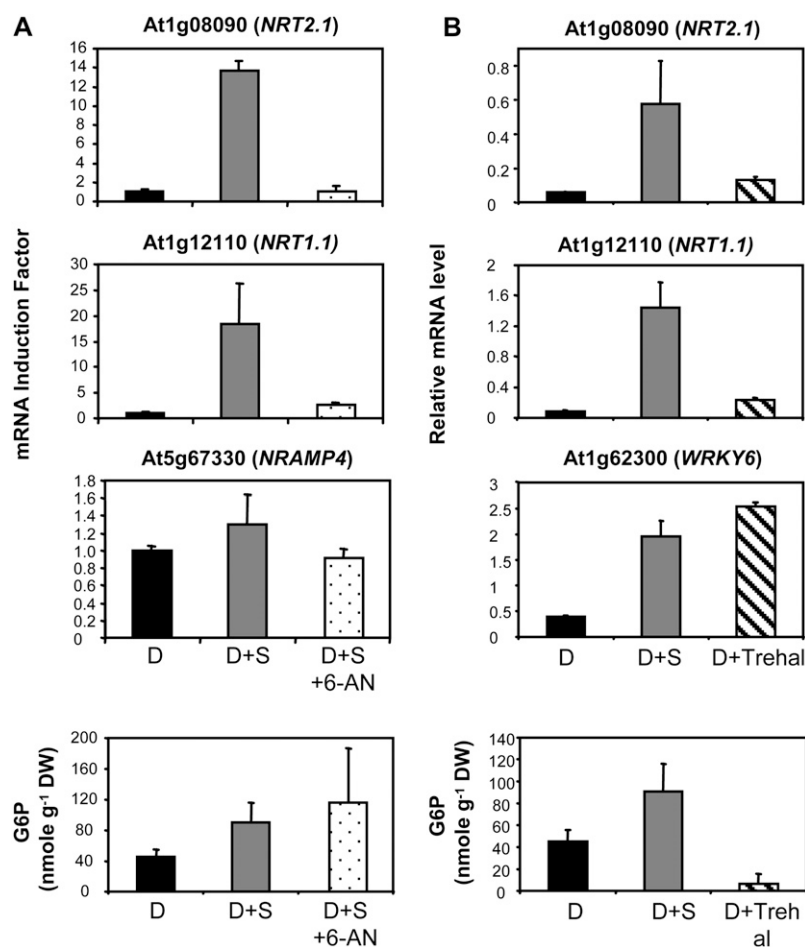 A
At1g08090 (NRT2.1)
16
14
12
10
8
6
4
2
0
At1g12110 (NRT1.1)
30
25
20
15
10
5
0
mRNA Induction Factor
At5g67330 (NRAMP4)
1.8
1.6
1.4
1.2
1.0
0.8
0.6
0.4
0.2
0
D D+S D+S
+6-AN
200
160
120
80
40
0
G6P
(nmole g-1 DW)
D D+S D+S
+6-AN
B
At1g08090 (NRT2.1)
0.8
0.6
0.4
0.2
0
At1g12110 (NRT1.1)
2
1.6
1.2
0.8
0.4
0
Relative mRNA level
At1g62300 (WRKY6)
3
2.5
2
1.5
1
0.5
0
D D+S D+Trehal
140
120
100
80
60
40
20
0
G6P
(nmole g-1 DW)
D D+S D+Treh
al